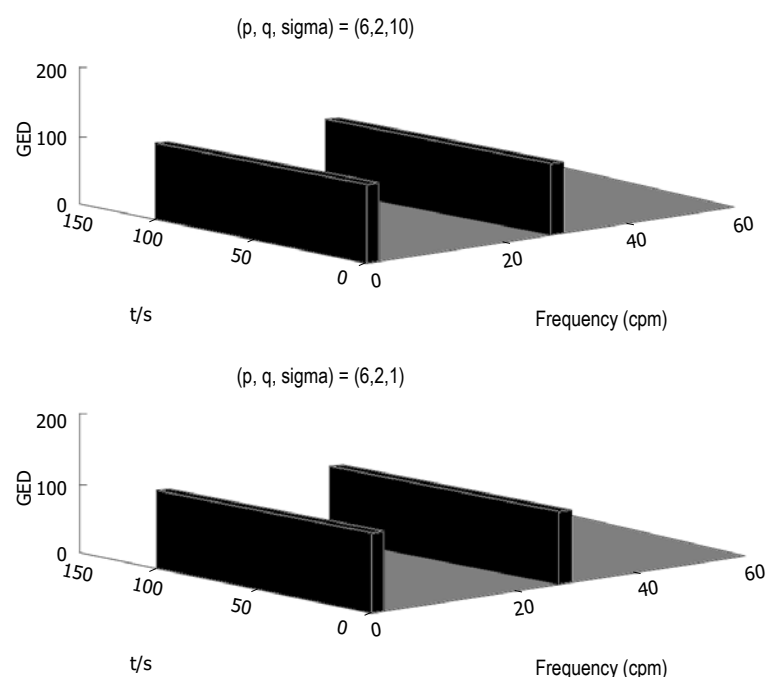 (p, q, sigma) = (6,2,10)
200
GED
100
0
150
100
50
0
0
20
40
60
t/s
Frequency (cpm)
(p, q, sigma) = (6,2,1)
200
GED
100
0
150
100
50
0
0
20
40
60
t/s
Frequency (cpm)